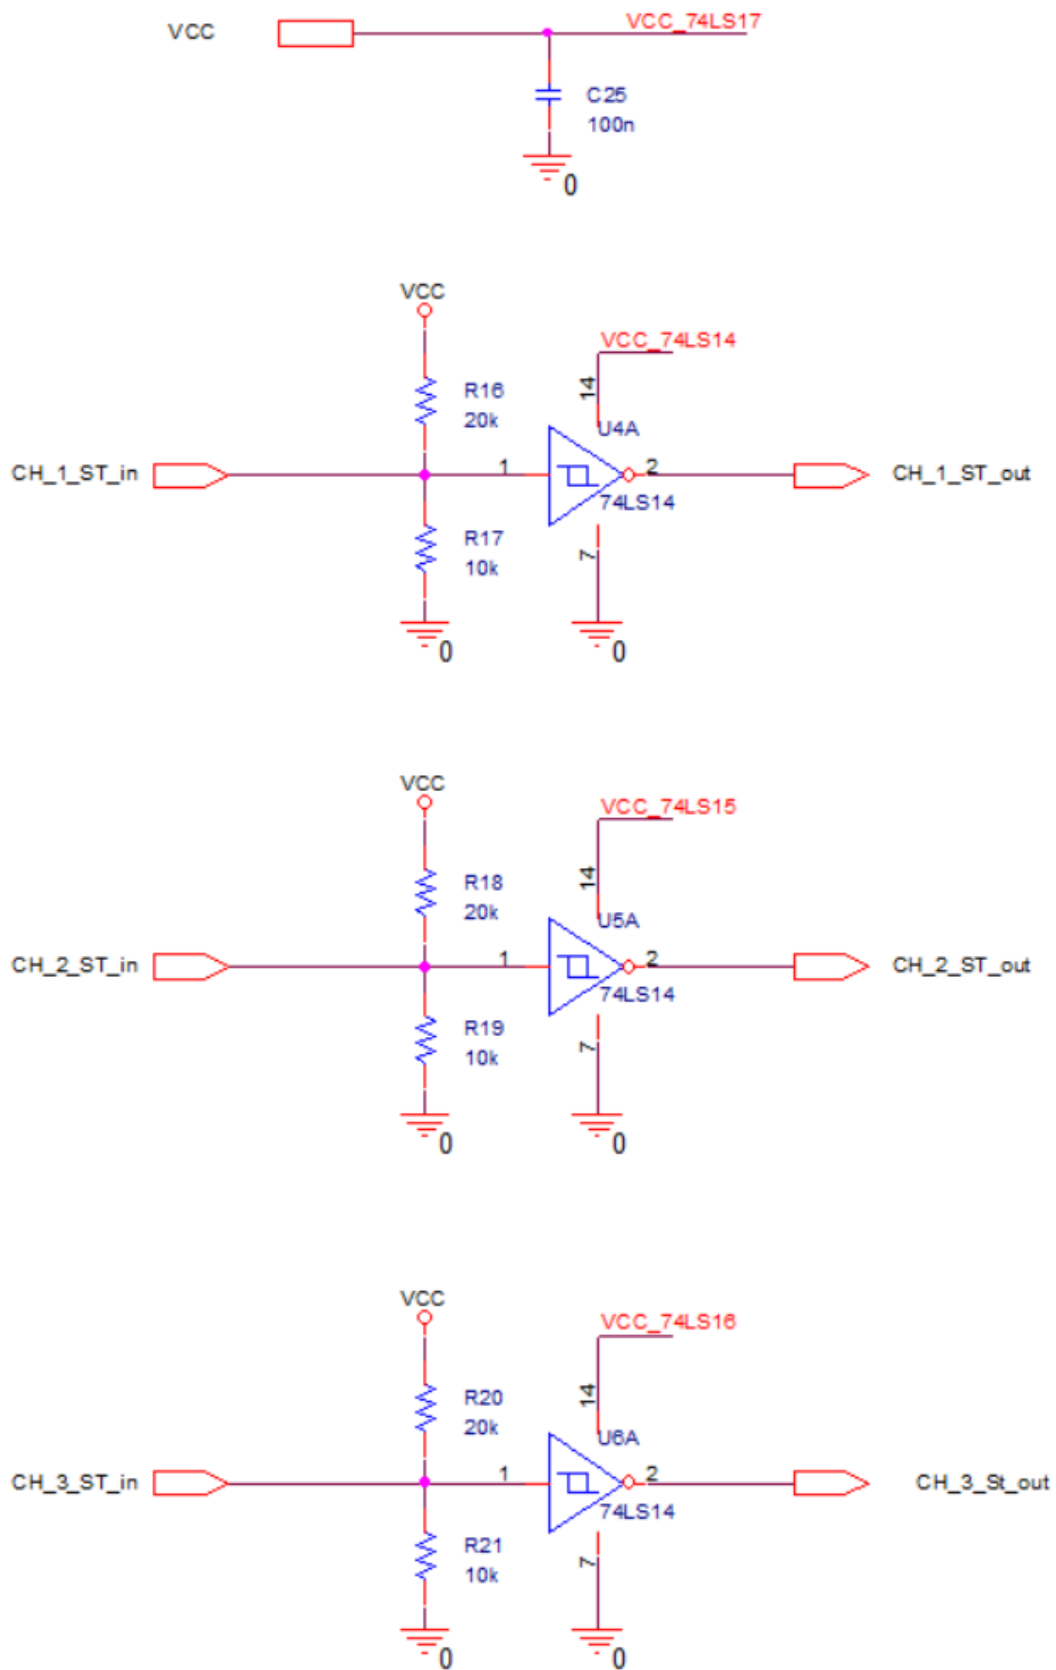 VCC
VCC_74LS17
C25
100n
0
VCC
VCC_74LS14
14
R16
20k
U4A
CH_1_ST_in
1
2
CH_1_ST_out
74LS14
R17
10k
7
0
0
VCC
VCC_74LS15
14
R18
20k
U5A
CH_2_ST_in
1
2
CH_2_ST_out
74LS14
R19
10k
7
0
0
VCC
VCC_74LS16
14
R20
20k
U6A
CH_3_ST_in
1
2
CH_3_St_out
74LS14
R21
10k
7
0
0